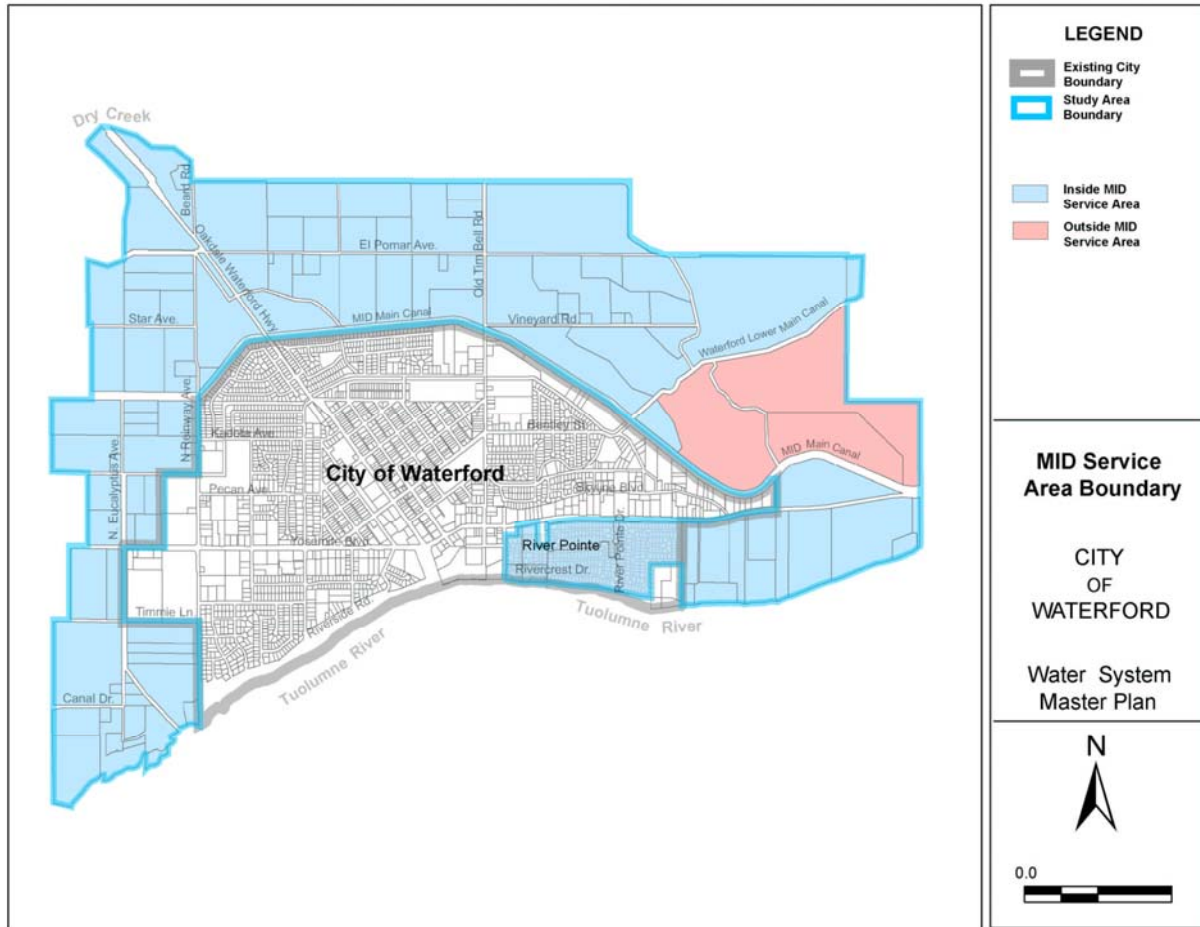 Dry Creek
Beard Rd.
Oakdale Waterford Hwy
El Pomar Ave.
Old Tim Bell Rd
Star Ave.
MID Main Canal
Vineyard Rd.
Waterford Lower Main Canal
N Reinway Ave.
Kadota Ave.
Bentley St.
MID Main Canal
City of Waterford
N. Eucalyptus Ave.
Pecan Ave.
Skyline Blvd.
Yosemite Blvd.
River Pointe
River Pointe Dr.
Rivercrest Dr.
Timmie Ln.
Riverside Rd.
Tuolumne River
Tuolumne River
Canal Dr.
LEGEND
Existing City
Boundary
Study Area
Boundary
Inside MID
Service Area
Outside MID
Service Area
MID Service
Area Boundary
CITY
OF
WATERFORD
Water System
Master Plan
N
0.0